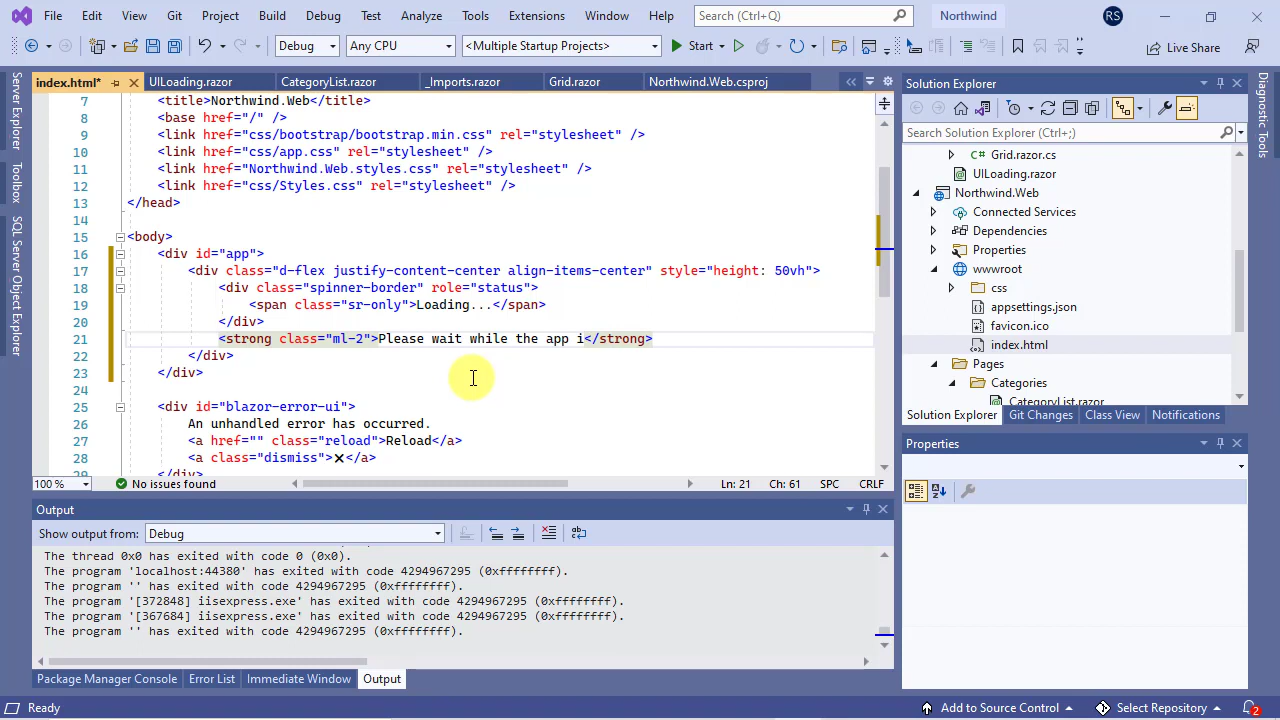 File Edit View Git Project Build Debug Test Analyze Tools Extensions Window Help Search (Ctrl+Q) Northwind RS
Debug Any CPU <Multiple Startup Projects> Start Live Share
Server Explorer
Toolbox
SQL Server Object Explorer
index.html* UILoading.razor CategoryList.razor _Imports.razor Grid.razor Northwind.Web.csproj
7 <title>Northwind.Web</title>
8 <base href="/" />
9 <link href="css/bootstrap/bootstrap.min.css" rel="stylesheet" />
10 <link href="css/app.css" rel="stylesheet" />
11 <link href="Northwind.Web.styles.css" rel="stylesheet" />
12 <link href="css/Styles.css" rel="stylesheet" />
13 </head>
14
15 <body>
16 <div id="app">
17 <div class="d-flex justify-content-center align-items-center" style="height: 50vh">
18 <div class="spinner-border" role="status">
19 <span class="sr-only">Loading...</span>
20 </div>
21 <strong class="ml-2">Please wait while the app i</strong>
22 </div>
23 </div>
24
25 <div id="blazor-error-ui">
26 An unhandled error has occurred.
27 <a href="" class="reload">Reload</a>
28 <a class="dismiss">🗙</a>
29 </div>
100 % No issues found Ln: 21 Ch: 61 SPC CRLF
Output
Show output from: Debug
The thread 0x0 has exited with code 0 (0x0).
The program 'localhost:44380' has exited with code 4294967295 (0xffffffff).
The program '' has exited with code 4294967295 (0xffffffff).
The program '[372848] iisexpress.exe' has exited with code 4294967295 (0xffffffff).
The program '[367684] iisexpress.exe' has exited with code 4294967295 (0xffffffff).
The program '' has exited with code 4294967295 (0xffffffff).
Package Manager Console Error List Immediate Window Output
Solution Explorer
Search Solution Explorer (Ctrl+;)
C# Grid.razor.cs
UILoading.razor
Northwind.Web
Connected Services
Dependencies
Properties
wwwroot
css
appsettings.json
favicon.ico
index.html
Pages
Categories
CategoryList.razor
Solution Explorer Git Changes Class View Notifications
Properties
Diagnostic Tools
Ready Add to Source Control Select Repository 2